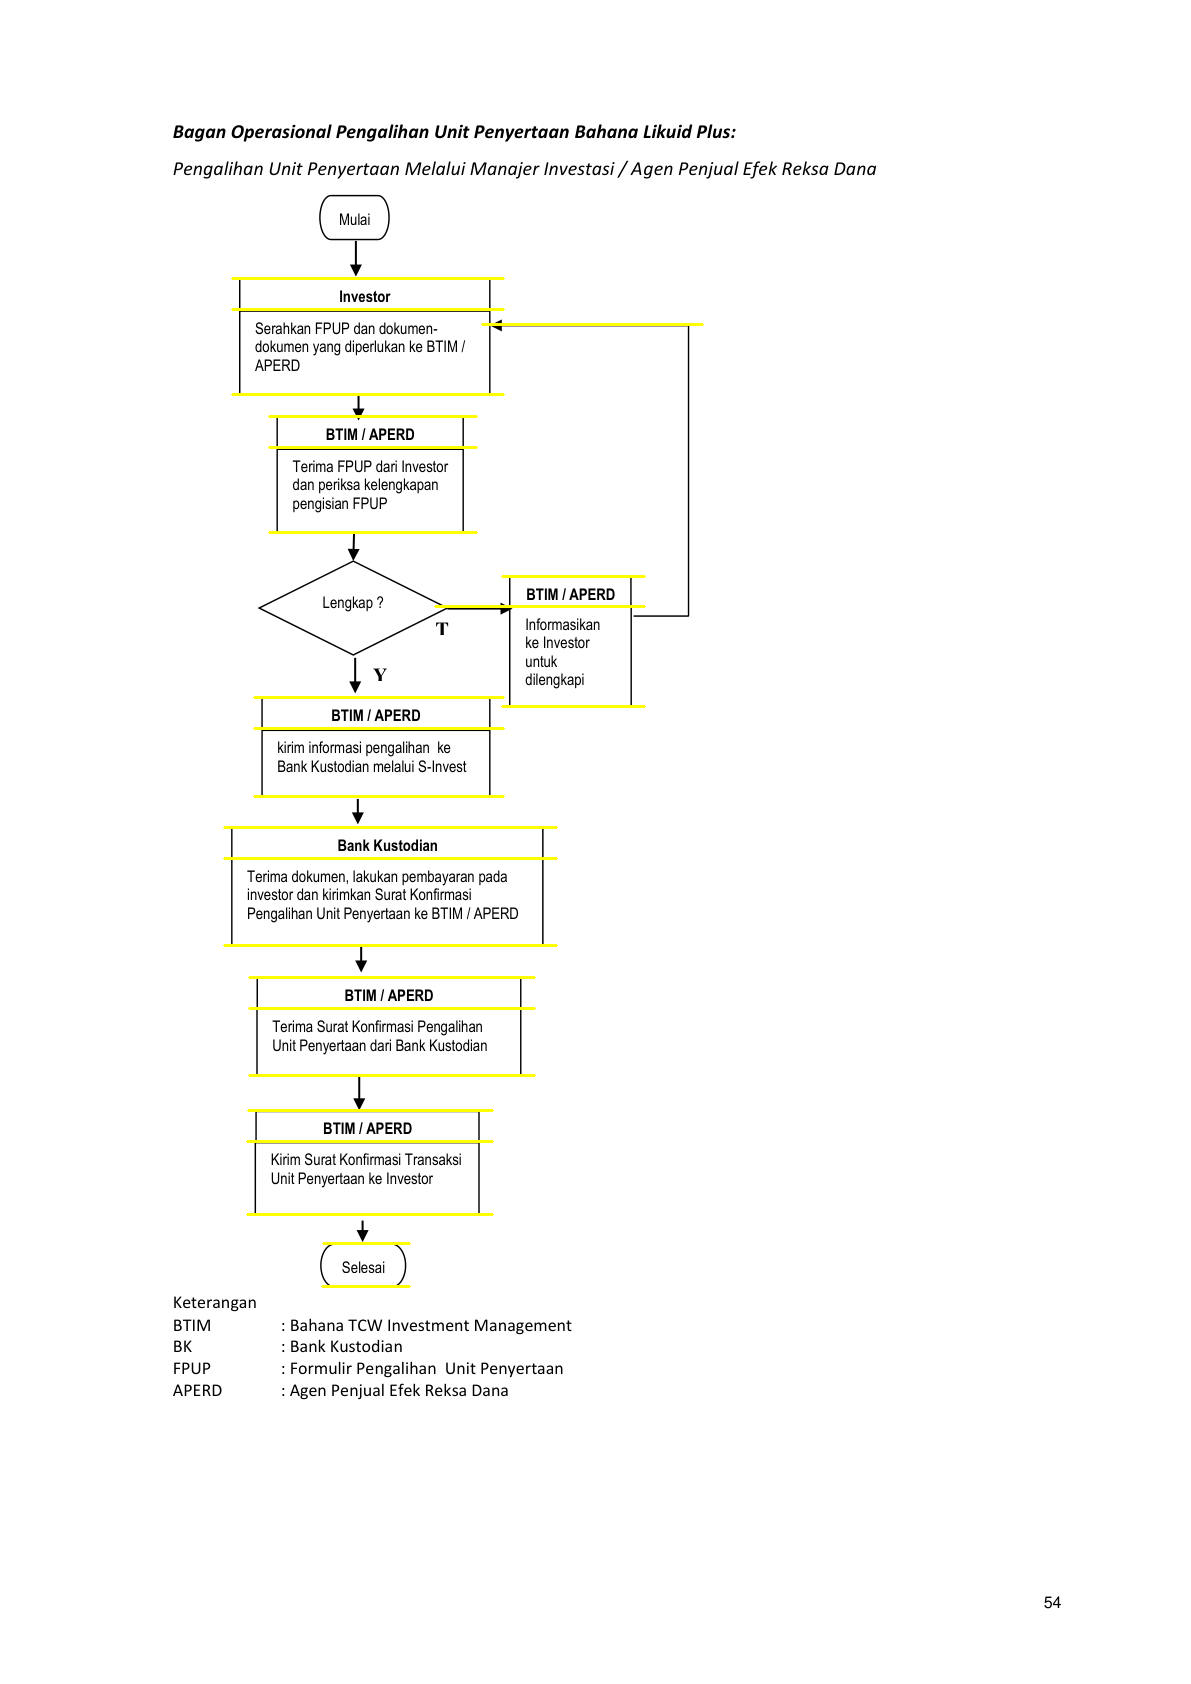 Bagan Operasional Pengalihan Unit Penyertaan Bahana Likuid Plus:
Pengalihan Unit Penyertaan Melalui Manajer Investasi / Agen Penjual Efek Reksa Dana
Mulai
Investor
Serahkan FPUP dan dokumen-
dokumen yang diperlukan ke BTIM /
APERD
BTIM / APERD
Terima FPUP dari Investor
dan periksa kelengkapan
pengisian FPUP
Lengkap ?
T
BTIM / APERD
Informasikan
ke Investor
untuk
dilengkapi
Y
BTIM / APERD
kirim informasi pengalihan  ke
Bank Kustodian melalui S-Invest
Bank Kustodian
Terima dokumen, lakukan pembayaran pada
investor dan kirimkan Surat Konfirmasi
Pengalihan Unit Penyertaan ke BTIM / APERD
BTIM / APERD
Terima Surat Konfirmasi Pengalihan
Unit Penyertaan dari Bank Kustodian
BTIM / APERD
Kirim Surat Konfirmasi Transaksi
Unit Penyertaan ke Investor
Selesai
Keterangan
BTIM : Bahana TCW Investment Management
BK : Bank Kustodian
FPUP : Formulir Pengalihan  Unit Penyertaan
APERD : Agen Penjual Efek Reksa Dana
54